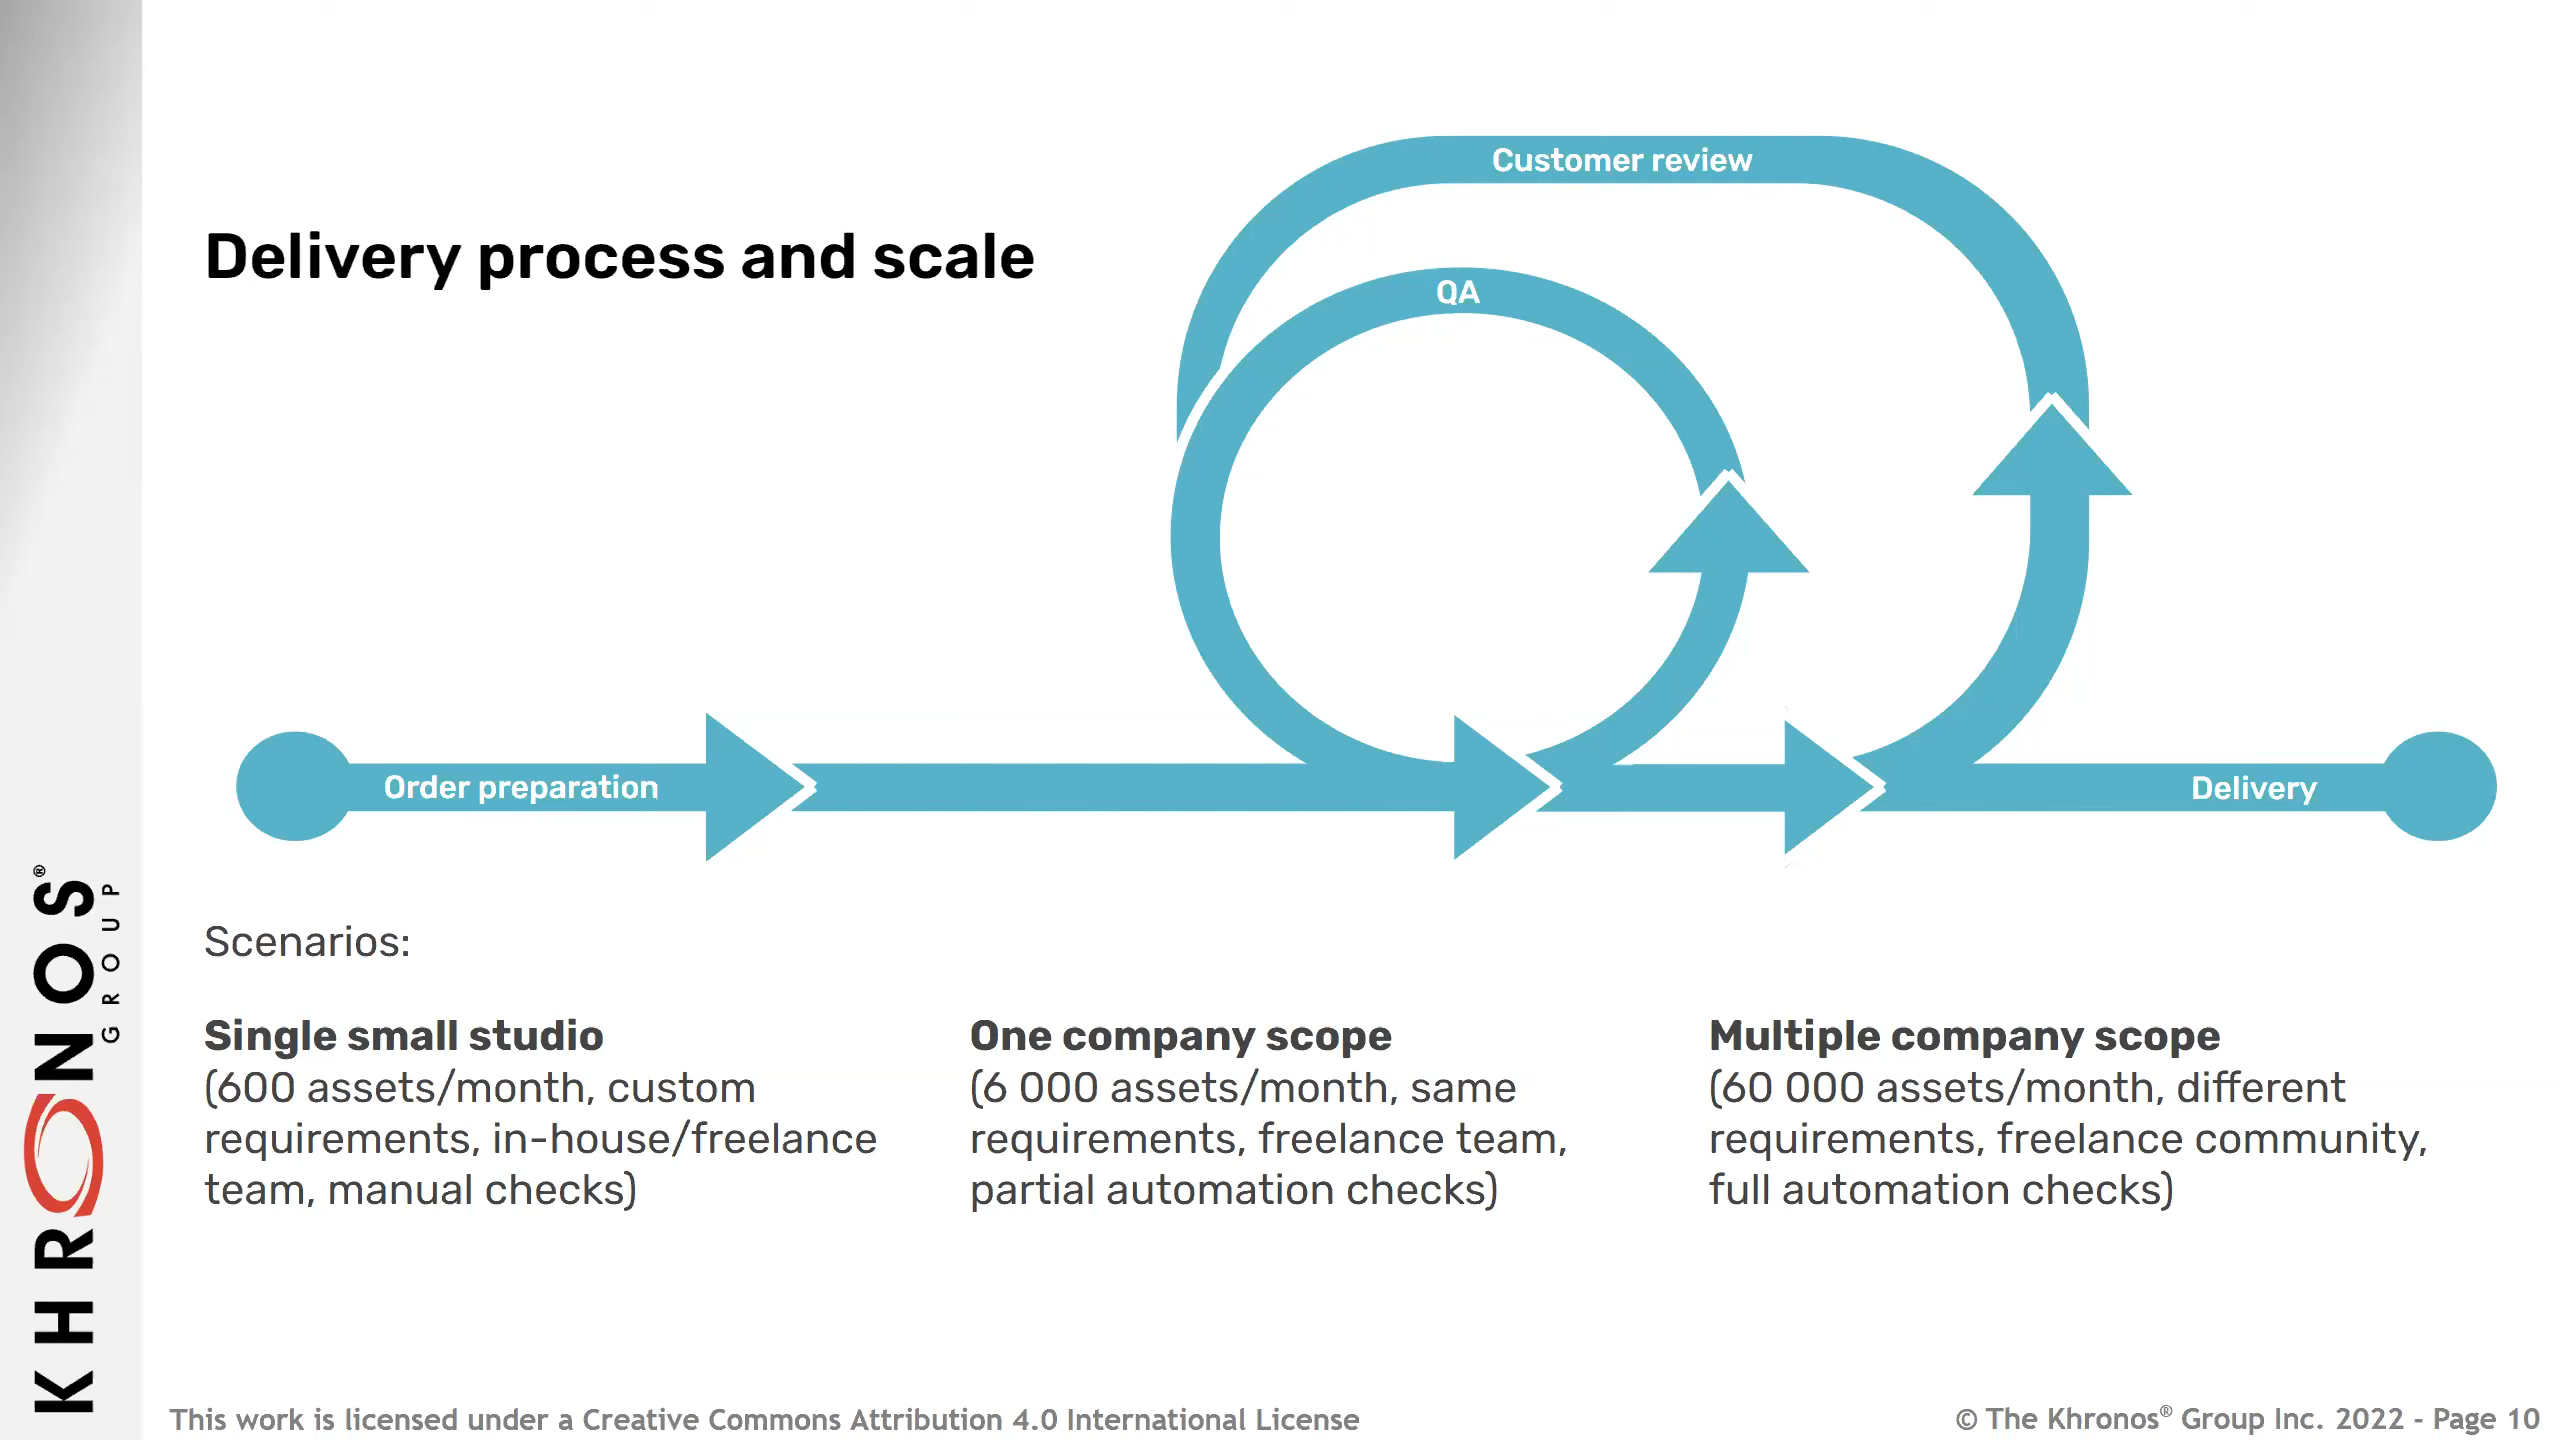 Customer review
Delivery process and scale
QA
Order preparation
Delivery
Scenarios:
Single small studio
(600 assets/month, custom
requirements, in-house/freelance
team, manual checks)
One company scope
(6 000 assets/month, same
requirements, freelance team,
partial automation checks)
Multiple company scope
(60 000 assets/month, different
requirements, freelance community,
full automation checks)
KHRONOS®
GROUP
This work is licensed under a Creative Commons Attribution 4.0 International License
© The Khronos® Group Inc. 2022 - Page 10